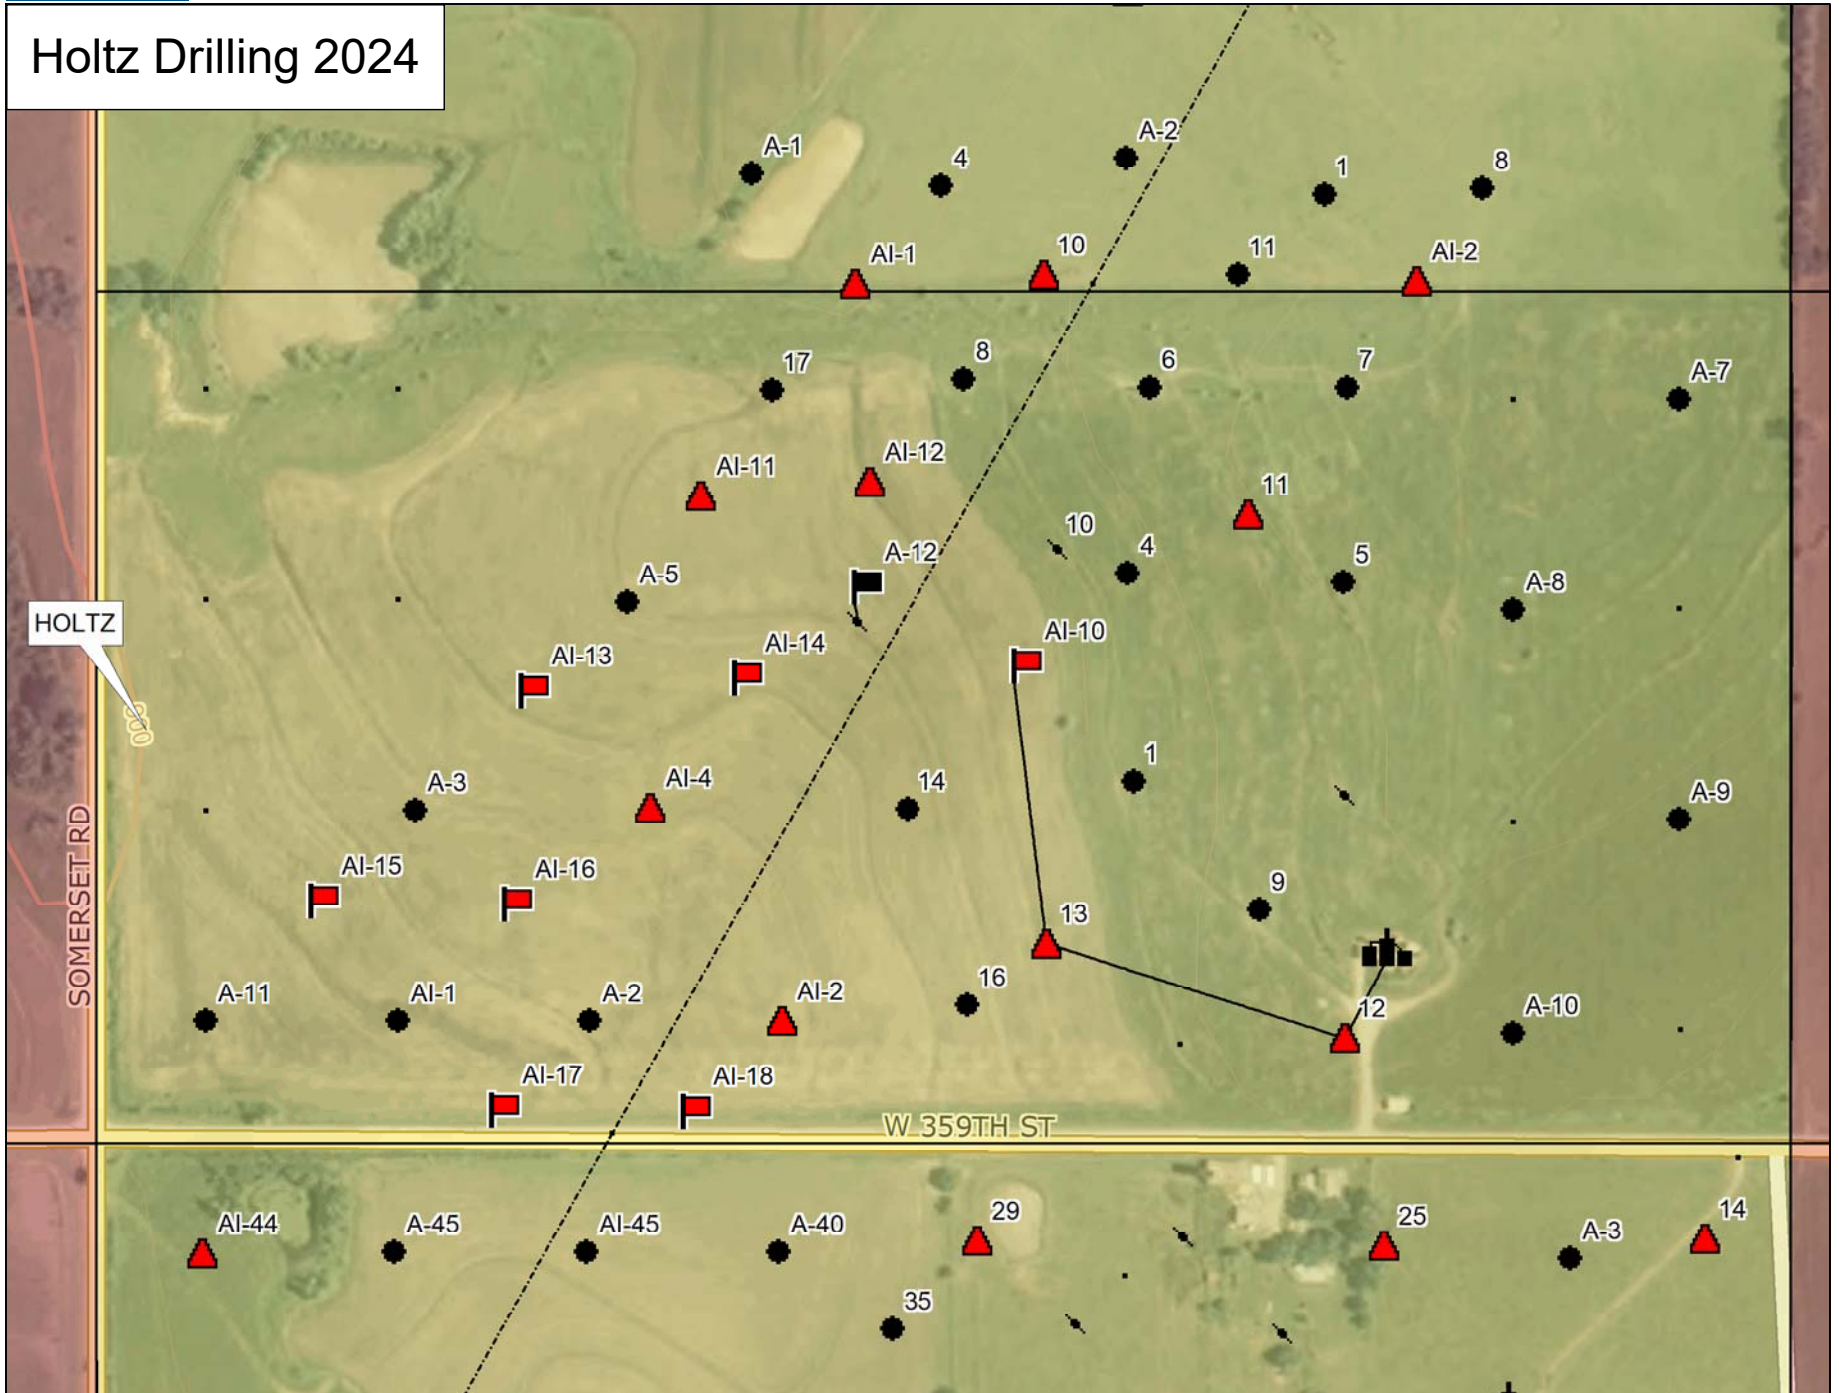 Holtz Drilling 2024
A-1
4
A-2
1
8
AI-1
10
11
AI-2
17
8
6
7
A-7
AI-11
AI-12
11
10
4
A-12
A-5
5
A-8
HOLTZ
AI-13
AI-14
AI-10
900
A-3
AI-4
14
1
A-9
SOMERSET RD
AI-15
AI-16
9
13
A-11
AI-1
A-2
AI-2
16
12
A-10
AI-17
AI-18
W 359TH ST
AI-44
A-45
AI-45
A-40
29
25
A-3
14
35